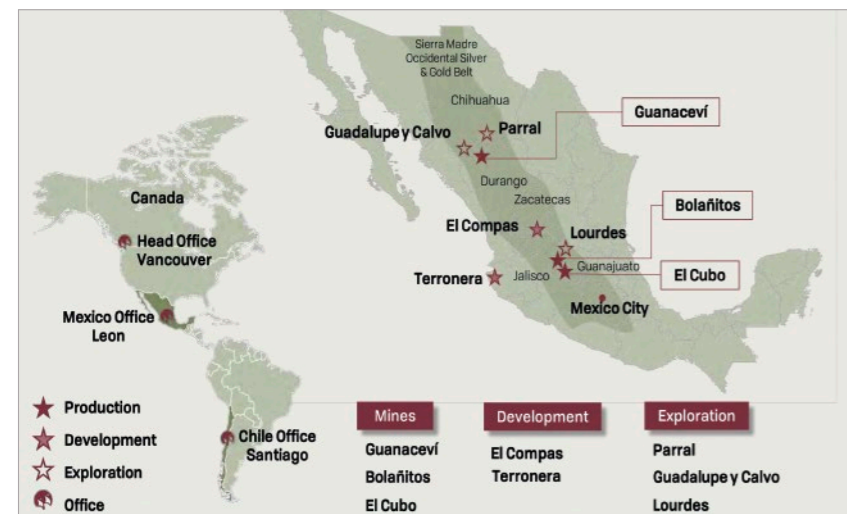 Sierra Madre
Occidental Silver
& Gold Belt
Chihuahua
Guadalupe y Calvo
Parral
Guanaceví
Durango
Zacatecas
Canada
Bolañitos
El Compas
Lourdes
Head Office
Vancouver
Guanajuato
El Cubo
Terronera
Jalisco
Mexico Office
Leon
Mexico City
Production
Development
Exploration
Office
Chile Office
Santiago
Mines
Guanaceví
Bolañitos
El Cubo
Development
El Compas
Terronera
Exploration
Parral
Guadalupe y Calvo
Lourdes